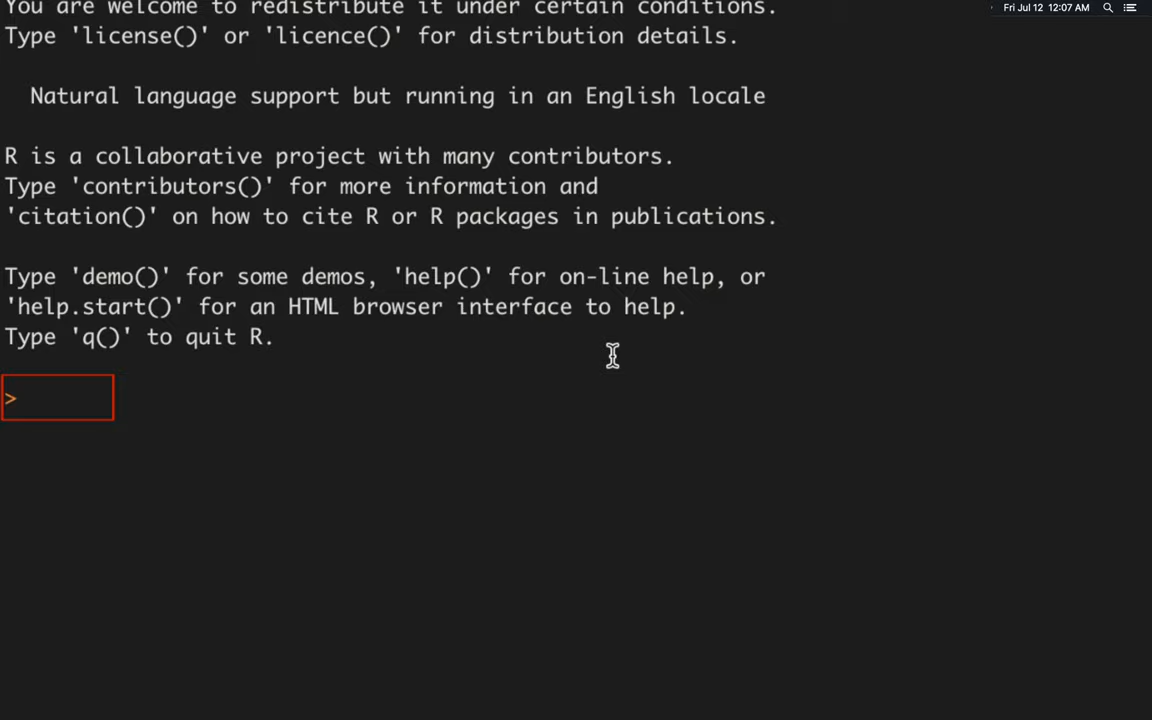 You are welcome to redistribute it under certain conditions.
Fri Jul 12 12:07 AM
Type 'license()' or 'licence()' for distribution details.
Natural language support but running in an English locale
R is a collaborative project with many contributors.
Type 'contributors()' for more information and
'citation()' on how to cite R or R packages in publications.
Type 'demo()' for some demos, 'help()' for on-line help, or
'help.start()' for an HTML browser interface to help.
Type 'q()' to quit R.
>